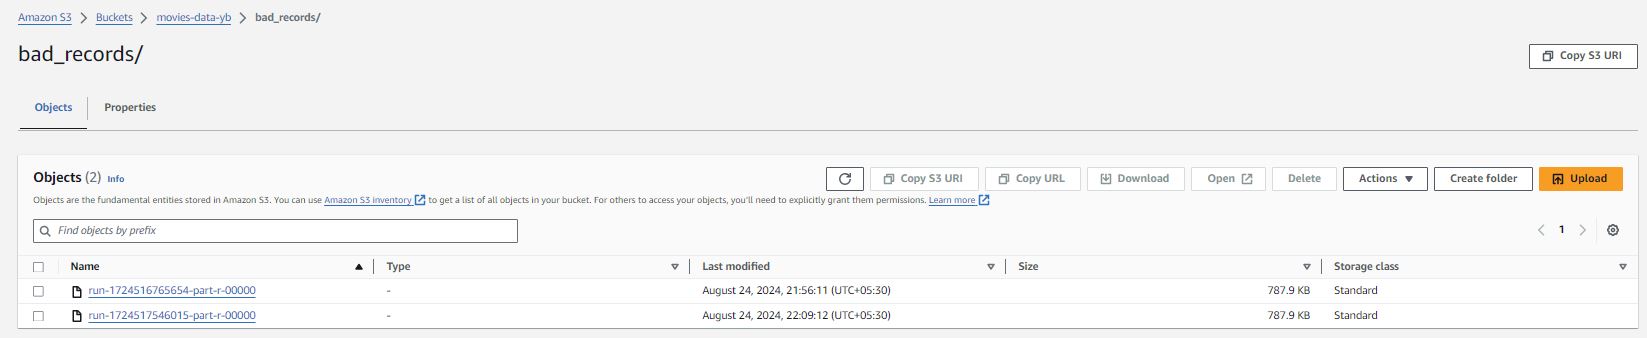 Amazon S3 > Buckets > movies-data-yb > bad_records/
bad_records/
Copy S3 URI
Objects Properties
Objects (2) Info
Copy S3 URI Copy URL Download Open Delete Actions Create folder Upload
Objects are the fundamental entities stored in Amazon S3. You can use Amazon S3 inventory to get a list of all objects in your bucket. For others to access your objects, you'll need to explicitly grant them permissions. Learn more
Find objects by prefix
< 1 >
Name Type Last modified Size Storage class
run-1724516765654-part-r-00000 - August 24, 2024, 21:56:11 (UTC+05:30) 787.9 KB Standard
run-1724517546015-part-r-00000 - August 24, 2024, 22:09:12 (UTC+05:30) 787.9 KB Standard